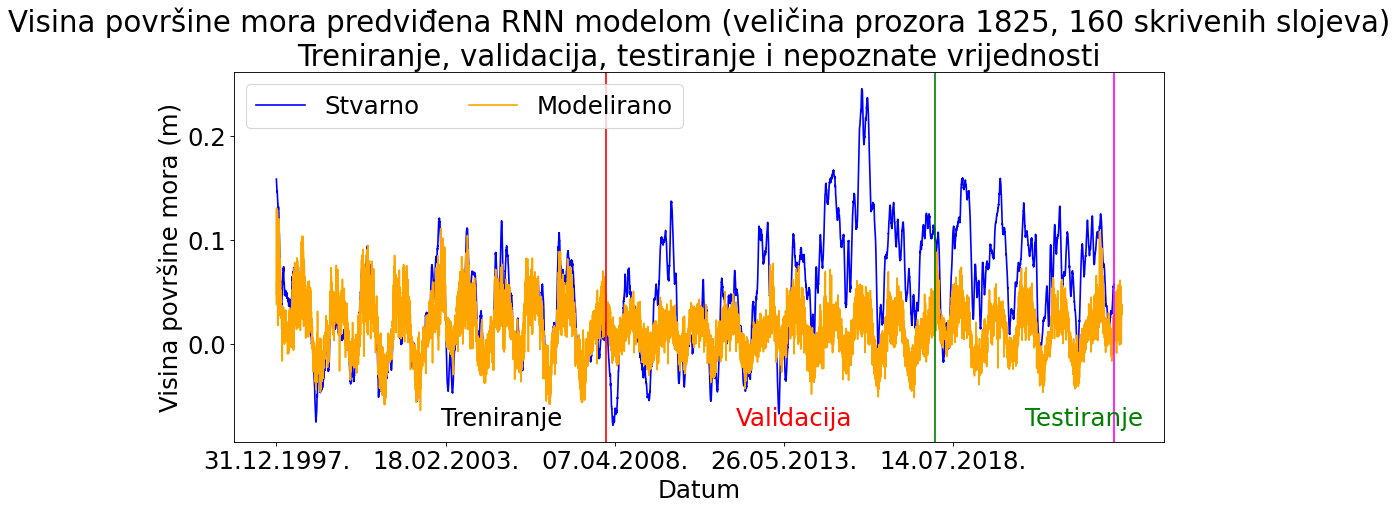 Visina površine mora predviđena RNN modelom (veličina prozora 1825, 160 skrivenih slojeva)
Treniranje, validacija, testiranje i nepoznate vrijednosti
Stvarno Modelirano
Visina površine mora (m)
0.2
0.1
0.0
Treniranje Validacija Testiranje
31.12.1997. 18.02.2003. 07.04.2008. 26.05.2013. 14.07.2018.
Datum